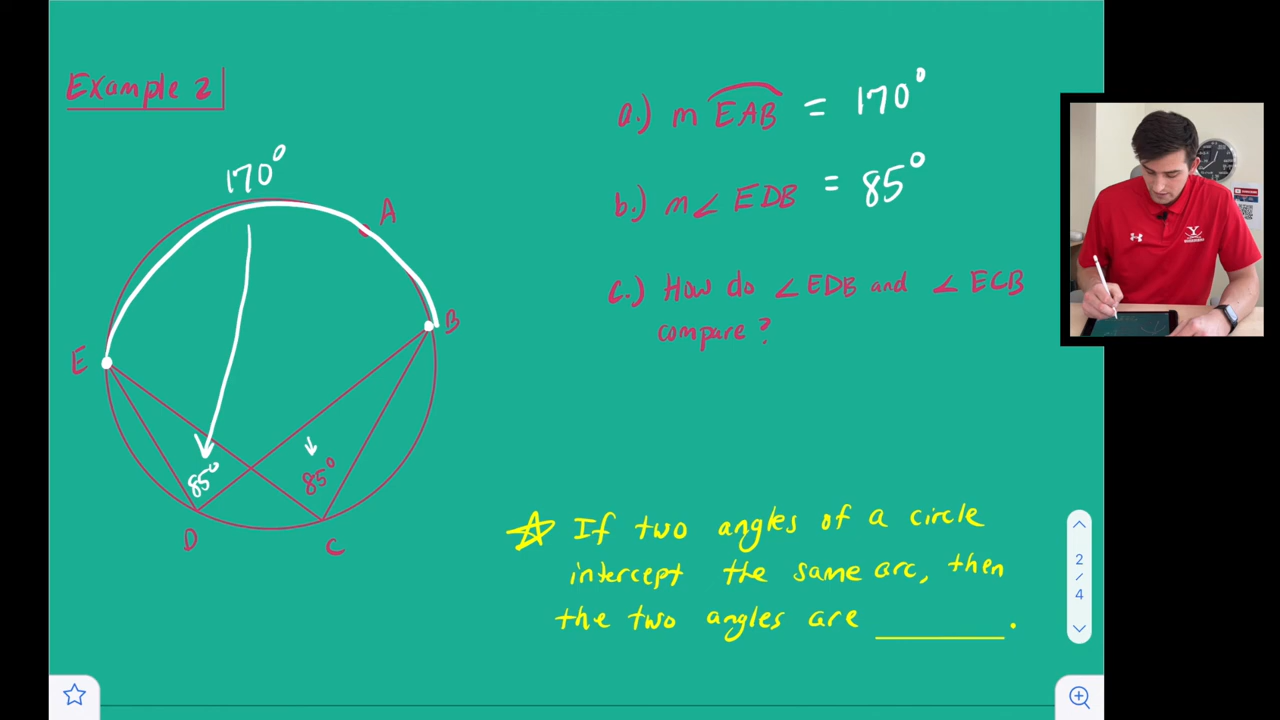 Example 2
a.) m EAB = 170°
b.) m∠ EDB = 85°
c.) How do ∠ EDB and ∠ ECB
compare?
170°
A
B
E
85°
85°
D
C
☆ If two angles of a circle
intercept the same arc, then
the two angles are ________.
2
/
4